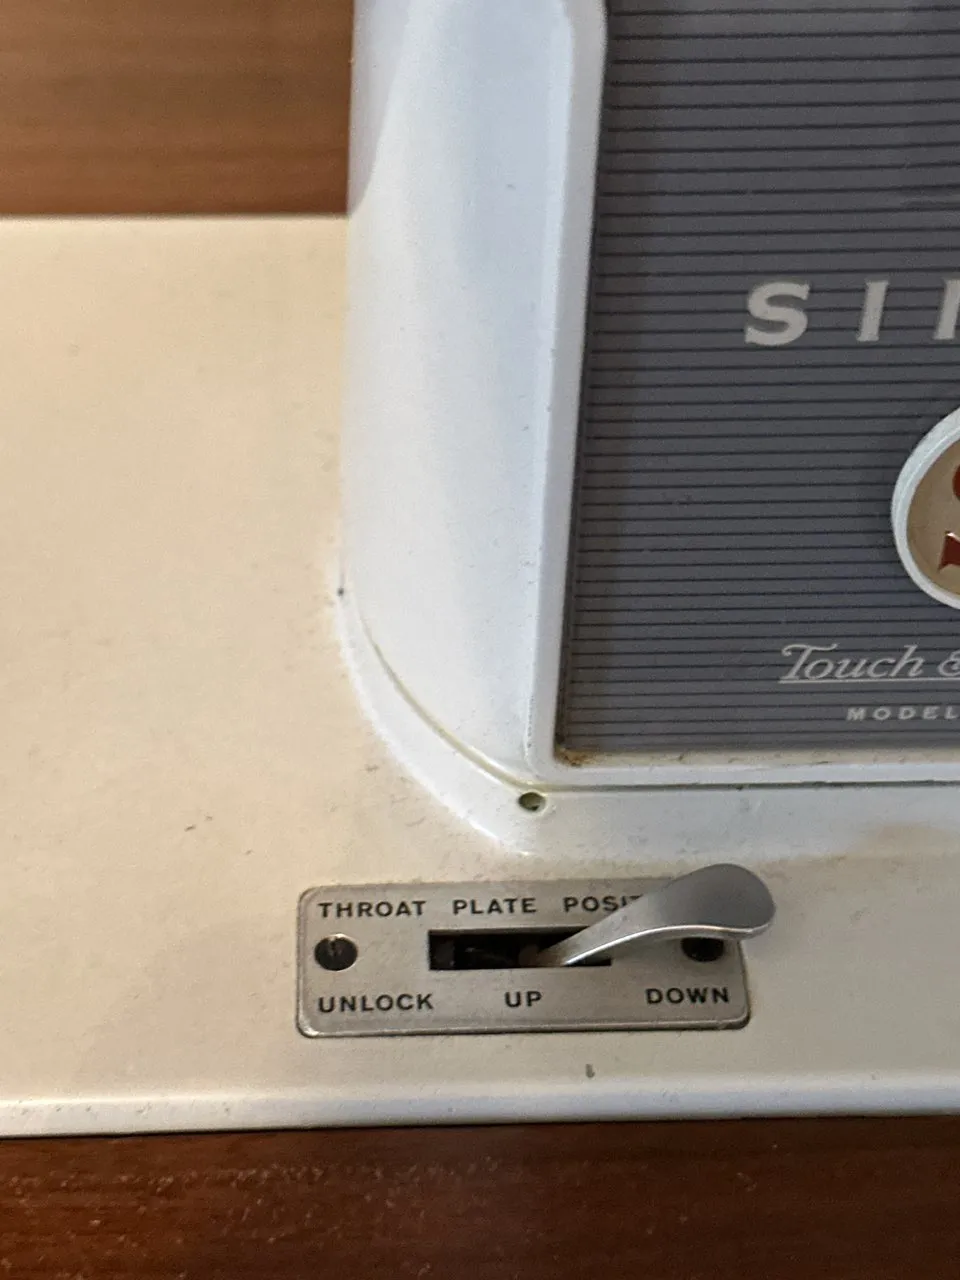 SI
Touch &
MODEL
THROAT PLATE POSIT
UNLOCK UP DOWN